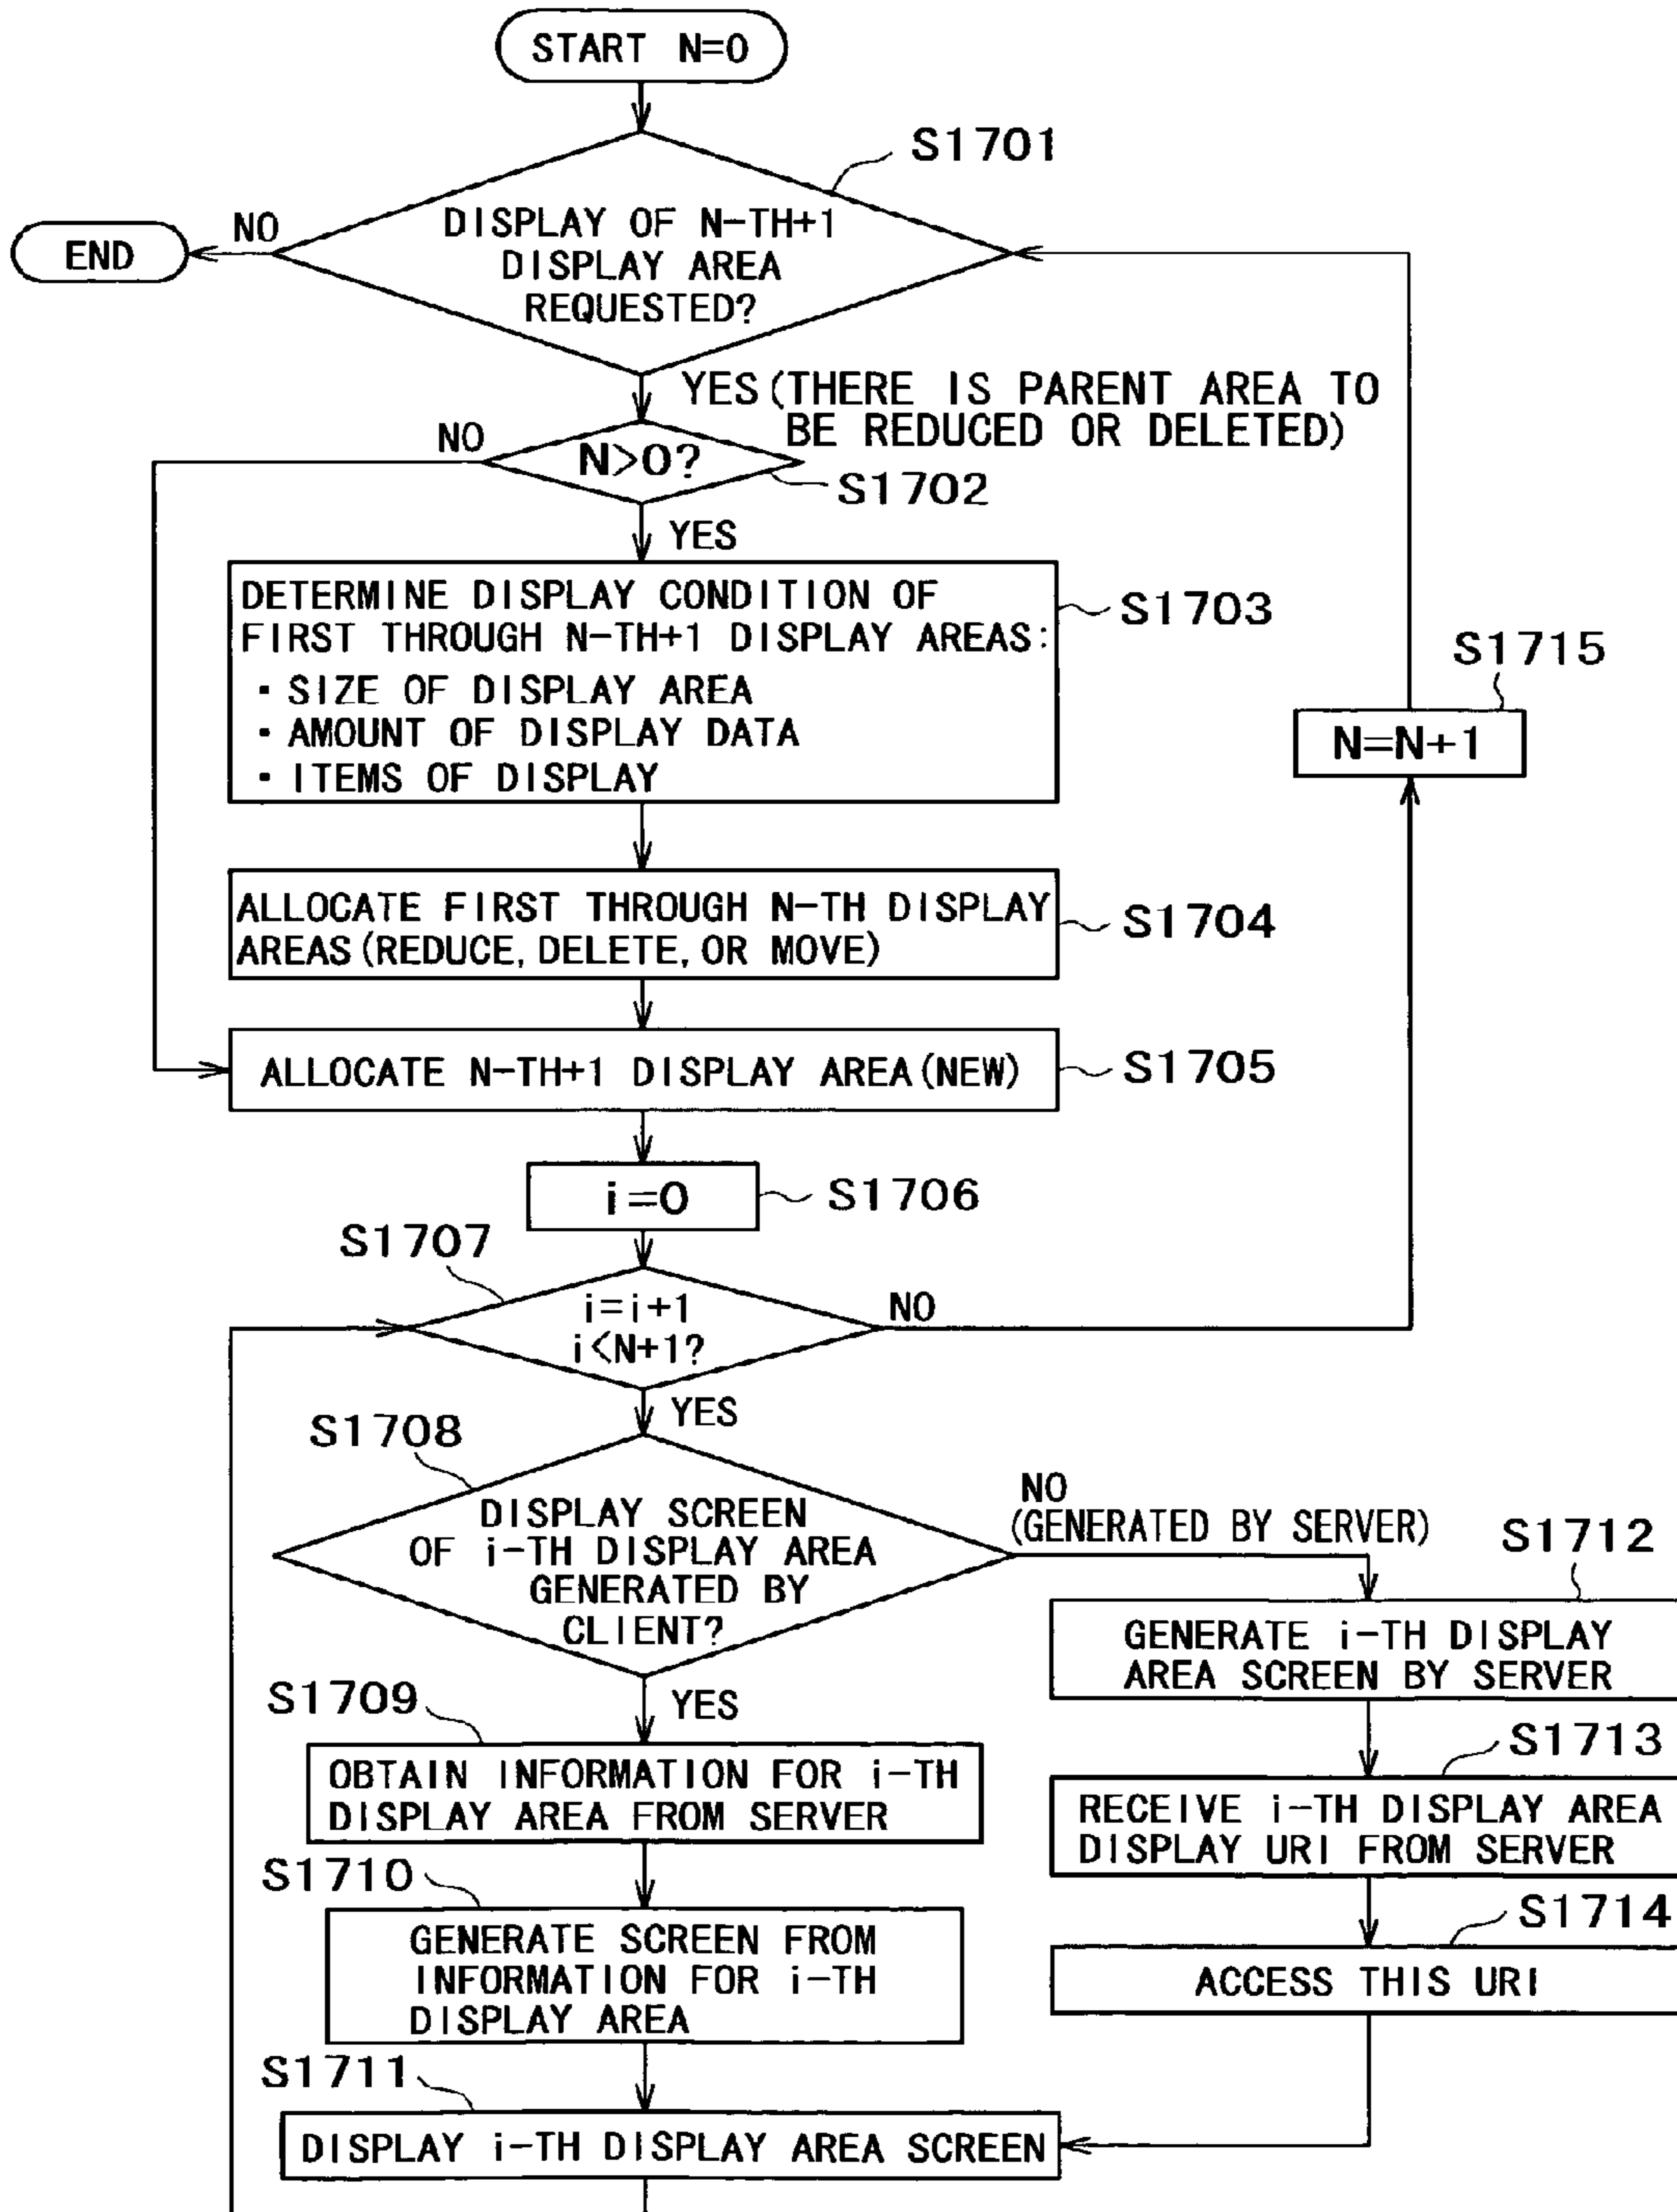 START N=0
S1701
DISPLAY OF N-TH+1
DISPLAY AREA
REQUESTED?
NO
END
YES (THERE IS PARENT AREA TO
BE REDUCED OR DELETED)
NO
N>0?
S1702
YES
DETERMINE DISPLAY CONDITION OF
FIRST THROUGH N-TH+1 DISPLAY AREAS:
・SIZE OF DISPLAY AREA
・AMOUNT OF DISPLAY DATA
・ITEMS OF DISPLAY
S1703
S1715
N=N+1
ALLOCATE FIRST THROUGH N-TH DISPLAY
AREAS (REDUCE, DELETE, OR MOVE)
S1704
ALLOCATE N-TH+1 DISPLAY AREA (NEW)
S1705
i=0
S1706
S1707
i=i+1
i<N+1?
NO
YES
S1708
DISPLAY SCREEN
OF i-TH DISPLAY AREA
GENERATED BY
CLIENT?
NO
(GENERATED BY SERVER)
S1712
GENERATE i-TH DISPLAY
AREA SCREEN BY SERVER
YES
S1709
OBTAIN INFORMATION FOR i-TH
DISPLAY AREA FROM SERVER
S1713
RECEIVE i-TH DISPLAY AREA
DISPLAY URI FROM SERVER
S1710
GENERATE SCREEN FROM
INFORMATION FOR i-TH
DISPLAY AREA
S1714
ACCESS THIS URI
S1711
DISPLAY i-TH DISPLAY AREA SCREEN